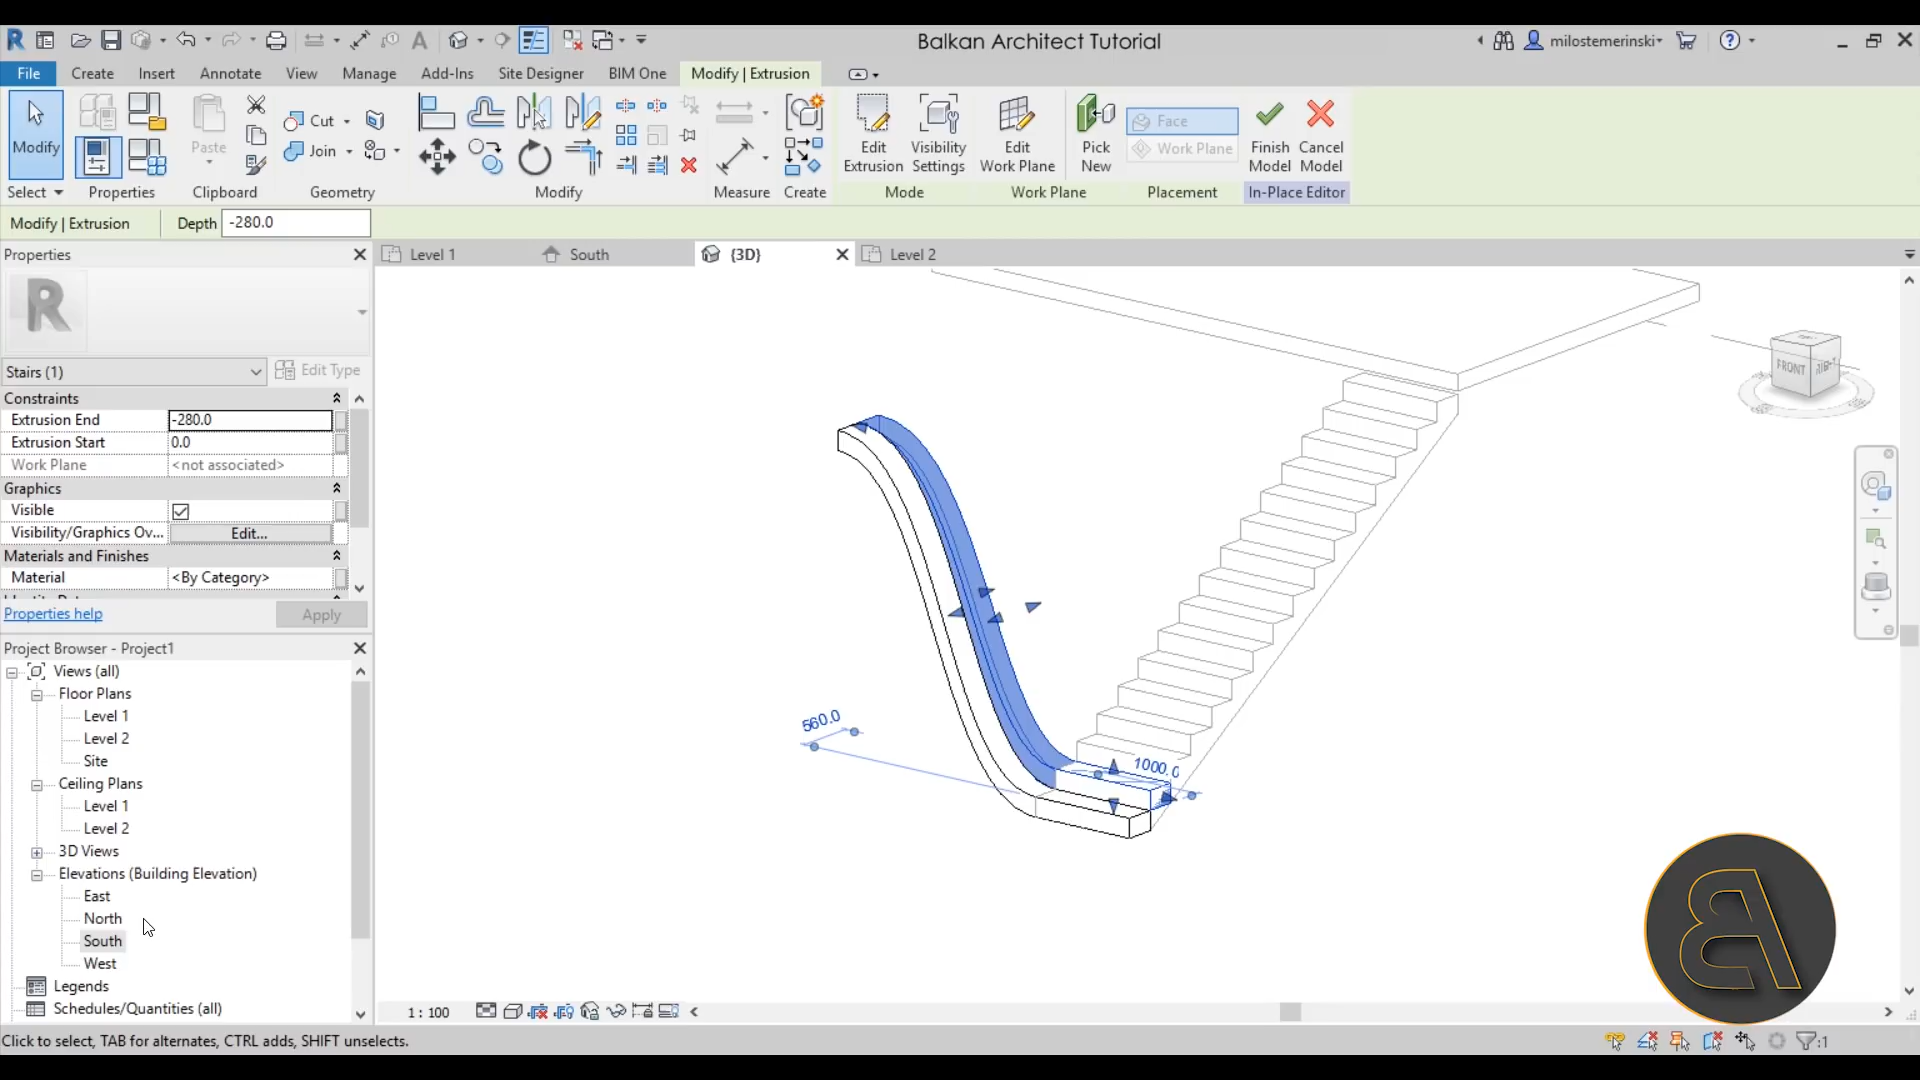 Balkan Architect Tutorial
milostemerinski
File Create Insert Annotate View Manage Add-Ins Site Designer BIM One Modify | Extrusion
Modify Paste Cut Join Edit Extrusion Visibility Settings Edit Work Plane Pick New Face Work Plane Finish Model Cancel Model
Select Properties Clipboard Geometry Modify Measure Create Mode Work Plane Placement In-Place Editor
Modify | Extrusion Depth -280.0
Properties
Level 1 South {3D} Level 2
R
Stairs (1) Edit Type
Constraints
Extrusion End -280.0
Extrusion Start 0.0
Work Plane <not associated>
Graphics
Visible
Visibility/Graphics Ov... Edit...
Materials and Finishes
Material <By Category>
Properties help Apply
Project Browser - Project1
Views (all)
Floor Plans
Level 1
Level 2
Site
Ceiling Plans
Level 1
Level 2
3D Views
Elevations (Building Elevation)
East
North
South
West
Legends
Schedules/Quantities (all)
FRONT
560.0
1000.0
1 : 100
Click to select, TAB for alternates, CTRL adds, SHIFT unselects.
:1